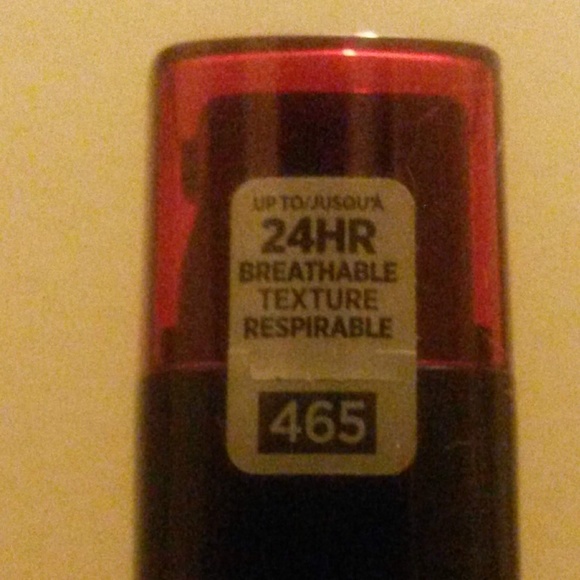 UP TO/JUSQU'À
24HR
BREATHABLE
TEXTURE
RESPIRABLE
465